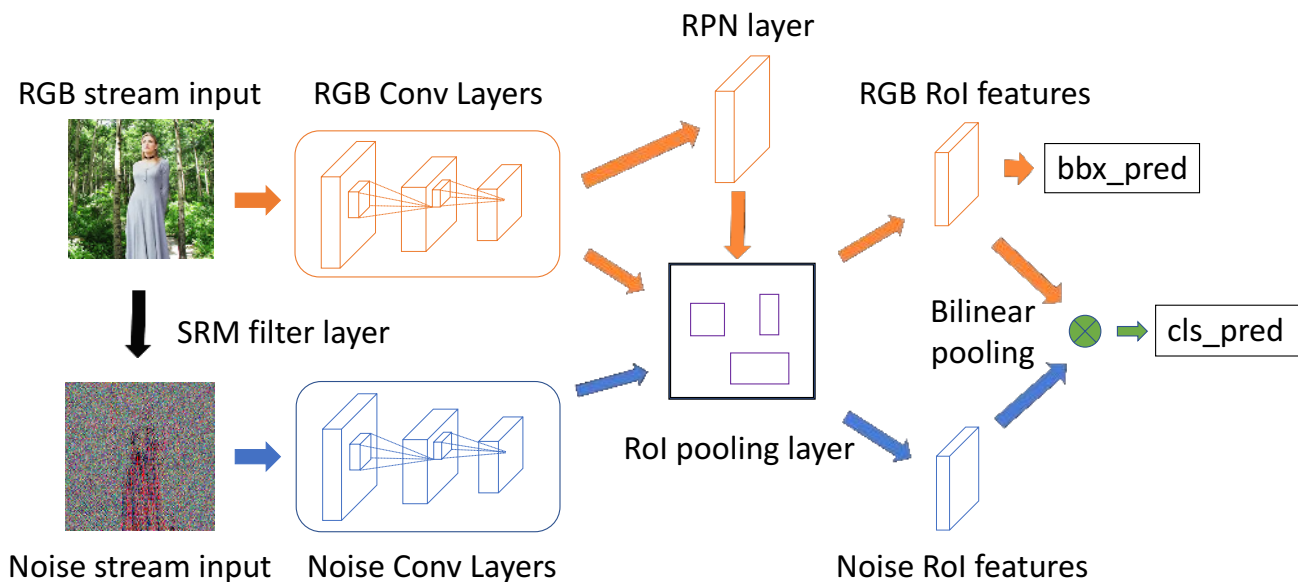 RPN layer
RGB stream input
RGB Conv Layers
RGB RoI features
bbx_pred
SRM filter layer
Bilinear
pooling
cls_pred
RoI pooling layer
Noise stream input
Noise Conv Layers
Noise RoI features